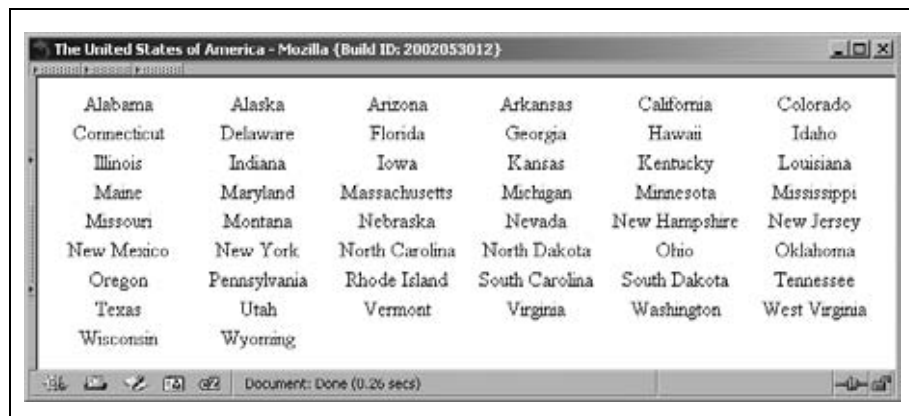 The United States of America - Mozilla {Build ID: 2002053012}
Alabama Alaska Arizona Arkansas California Colorado
Connecticut Delaware Florida Georgia Hawaii Idaho
Illinois Indiana Iowa Kansas Kentucky Louisiana
Maine Maryland Massachusetts Michigan Minnesota Mississippi
Missouri Montana Nebraska Nevada New Hampshire New Jersey
New Mexico New York North Carolina North Dakota Ohio Oklahoma
Oregon Pennsylvania Rhode Island South Carolina South Dakota Tennessee
Texas Utah Vermont Virginia Washington West Virginia
Wisconsin Wyoming
Document: Done (0.26 secs)